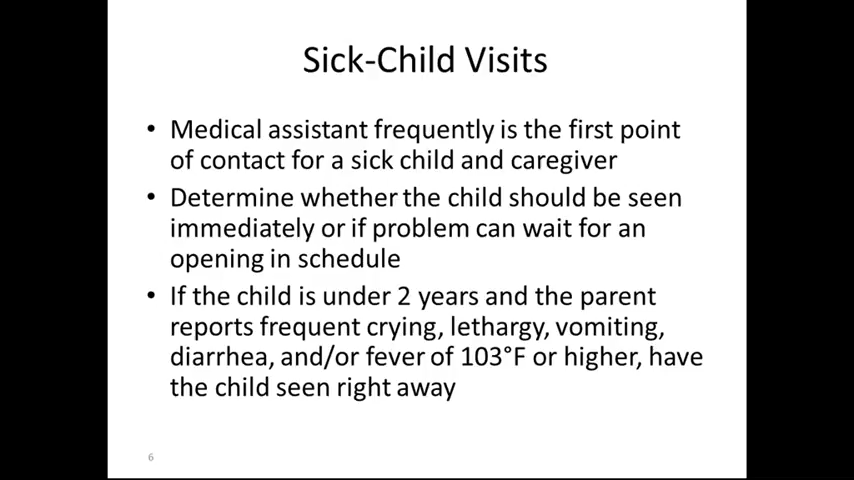 Sick-Child Visits
• Medical assistant frequently is the first point
of contact for a sick child and caregiver
• Determine whether the child should be seen
immediately or if problem can wait for an
opening in schedule
• If the child is under 2 years and the parent
reports frequent crying, lethargy, vomiting,
diarrhea, and/or fever of 103°F or higher, have
the child seen right away
6